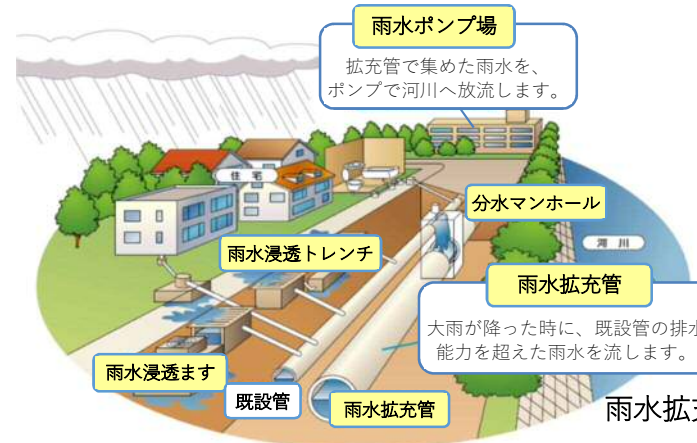 雨水ポンプ場
拡充管で集めた雨水を、
ポンプで河川へ放流します。
住宅
分水マンホール
河川
雨水浸透トレンチ
雨水拡充管
大雨が降った時に、既設管の排水
能力を超えた雨水を流します。
雨水浸透ます
既設管
雨水拡充管
雨水拡